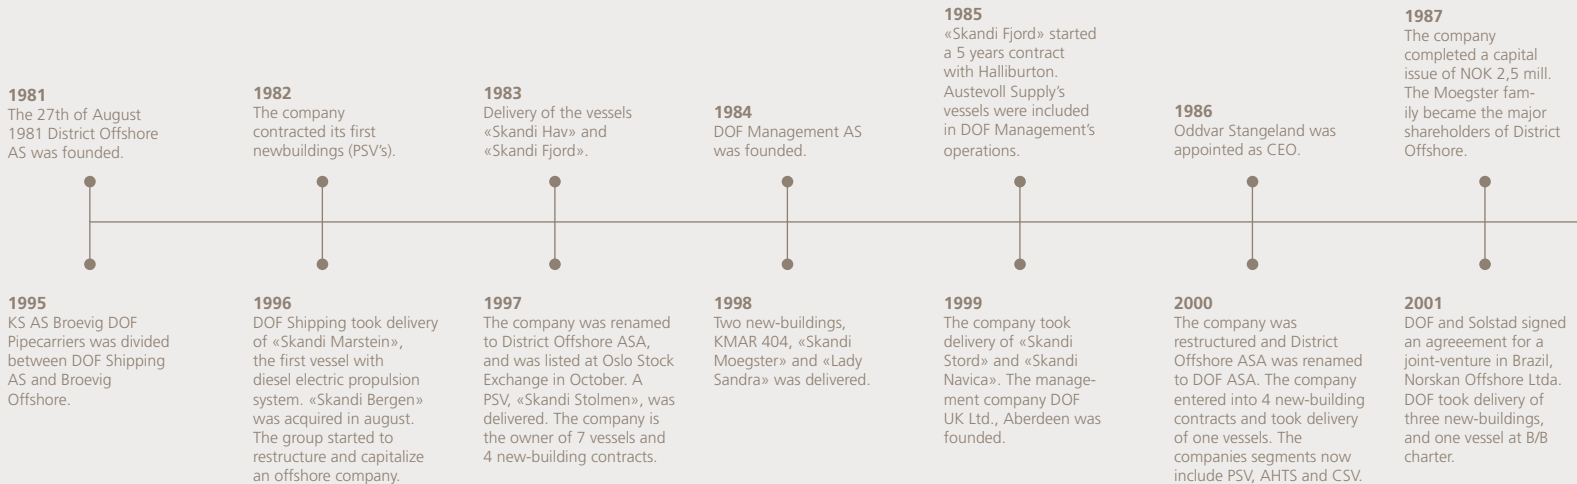 1981
The 27th of August
1981 District Offshore
AS was founded.
1982
The company
contracted its first
newbuildings (PSV's).
1983
Delivery of the vessels
«Skandi Hav» and
«Skandi Fjord».
1984
DOF Management AS
was founded.
1985
«Skandi Fjord» started
a 5 years contract
with Halliburton.
Austevoll Supply's
vessels were included
in DOF Management's
operations.
1986
Oddvar Stangeland was
appointed as CEO.
1987
The company
completed a capital
issue of NOK 2,5 mill.
The Moegster fam-
ily became the major
shareholders of District
Offshore.
1995
KS AS Broevig DOF
Pipecarriers was divided
between DOF Shipping
AS and Broevig
Offshore.
1996
DOF Shipping took delivery
of «Skandi Marstein»,
the first vessel with
diesel electric propulsion
system. «Skandi Bergen»
was acquired in august.
The group started to
restructure and capitalize
an offshore company.
1997
The company was renamed
to District Offshore ASA,
and was listed at Oslo Stock
Exchange in October. A
PSV, «Skandi Stolmen», was
delivered. The company is
the owner of 7 vessels and
4 new-building contracts.
1998
Two new-buildings,
KMAR 404, «Skandi
Moegster» and «Lady
Sandra» was delivered.
1999
The company took
delivery of «Skandi
Stord» and «Skandi
Navica». The manage-
ment company DOF
UK Ltd., Aberdeen was
founded.
2000
The company was
restructured and District
Offshore ASA was renamed
to DOF ASA. The company
entered into 4 new-building
contracts and took delivery
of one vessels. The
companies segments now
include PSV, AHTS and CSV.
2001
DOF and Solstad signed
an agreeement for a
joint-venture in Brazil,
Norskan Offshore Ltda.
DOF took delivery of
three new-buildings,
and one vessel at B/B
charter.